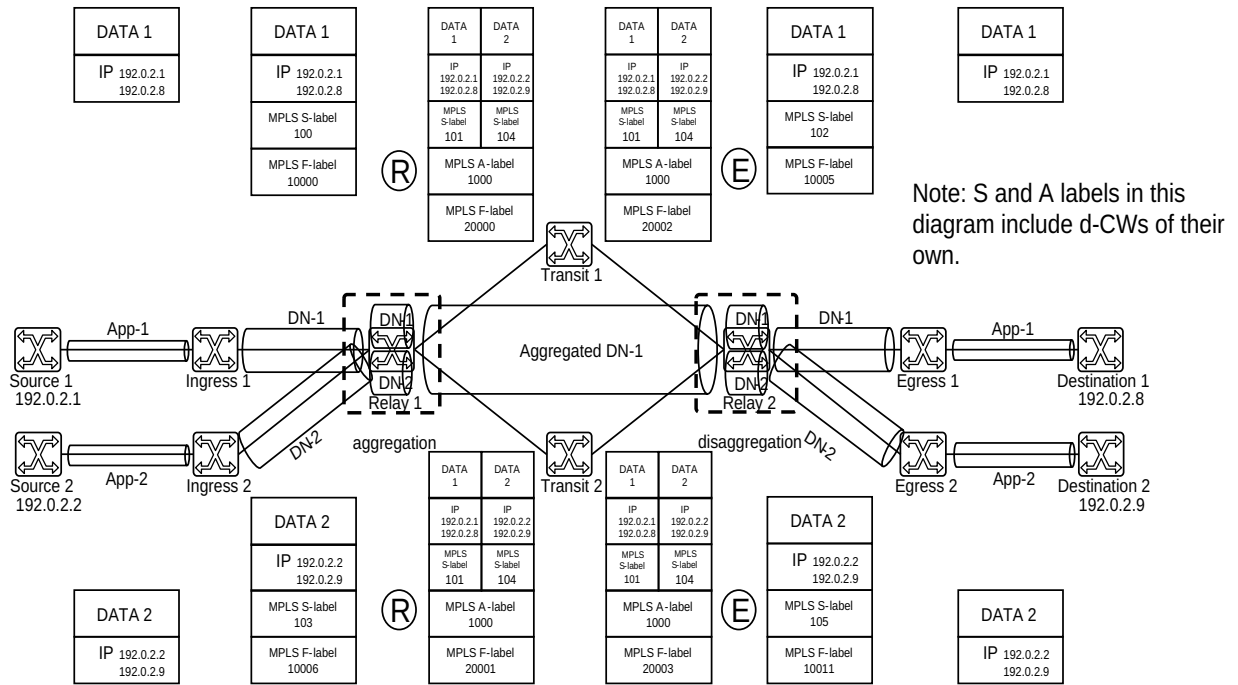 DATA 1
IP 192.0.2.1
192.0.2.8
DATA 1
IP 192.0.2.1
192.0.2.8
MPLS S-label
100
MPLS F-label
10000
R
DATA
1
DATA
2
IP
192.0.2.1
192.0.2.8
IP
192.0.2.2
192.0.2.9
MPLS
S-label
101
MPLS
S-label
104
MPLS A-label
1000
MPLS F-label
20000
DATA
1
DATA
2
IP
192.0.2.1
192.0.2.8
IP
192.0.2.2
192.0.2.9
MPLS
S-label
101
MPLS
S-label
104
MPLS A-label
1000
MPLS F-label
20002
E
DATA 1
IP 192.0.2.1
192.0.2.8
MPLS S-label
102
MPLS F-label
10005
DATA 1
IP 192.0.2.1
192.0.2.8
Note: S and A labels in this
diagram include d-CWs of their
own.
Transit 1
App-1
DN-1
DN-1
Aggregated DN-1
DN-1
DN-1
App-1
Source 1
192.0.2.1
Ingress 1
DN-2
Relay 1
DN-2
Relay 2
Egress 1
Destination 1
192.0.2.8
DN-2
aggregation
disaggregation
DN-2
App-2
App-2
Source 2
192.0.2.2
Ingress 2
Transit 2
Egress 2
Destination 2
192.0.2.9
DATA 2
IP 192.0.2.2
192.0.2.9
DATA 2
IP 192.0.2.2
192.0.2.9
MPLS S-label
103
MPLS F-label
10006
R
DATA
1
DATA
2
IP
192.0.2.1
192.0.2.8
IP
192.0.2.2
192.0.2.9
MPLS
S-label
101
MPLS
S-label
104
MPLS A-label
1000
MPLS F-label
20001
DATA
1
DATA
2
IP
192.0.2.1
192.0.2.8
IP
192.0.2.2
192.0.2.9
MPLS
S-label
101
MPLS
S-label
104
MPLS A-label
1000
MPLS F-label
20003
E
DATA 2
IP 192.0.2.2
192.0.2.9
MPLS S-label
105
MPLS F-label
10011
DATA 2
IP 192.0.2.2
192.0.2.9